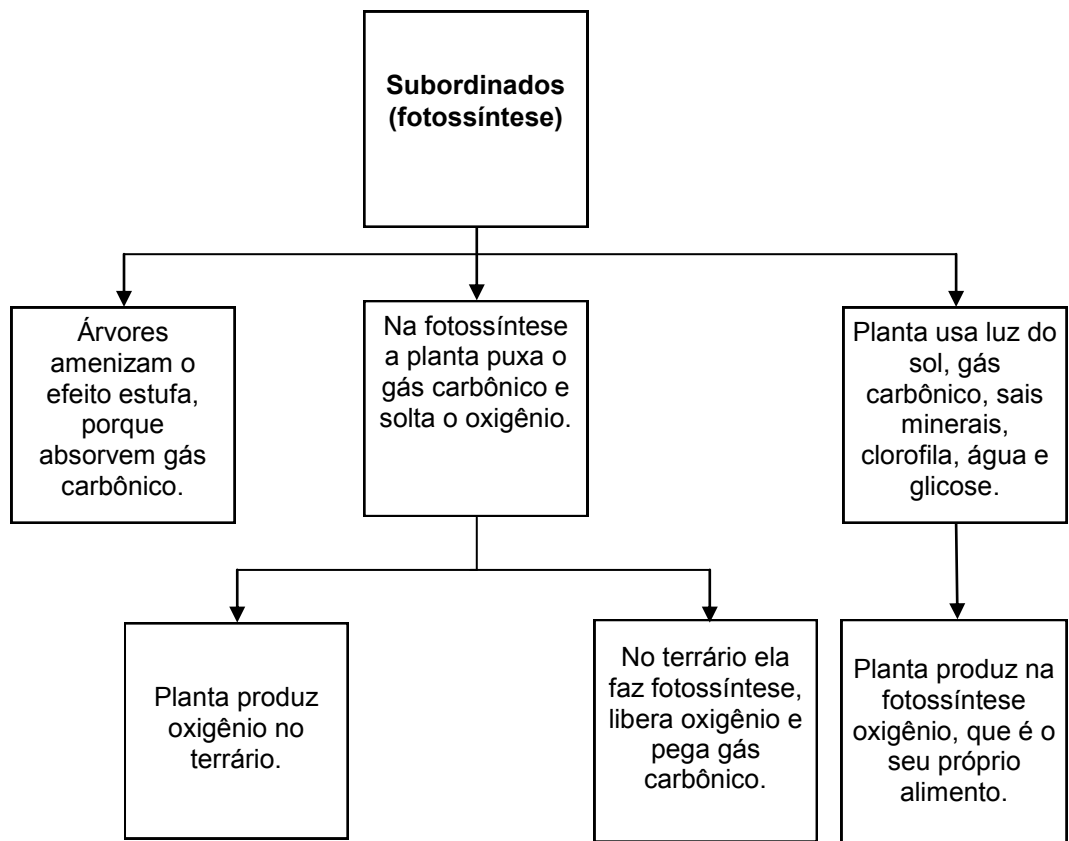 Subordinados
(fotossíntese)
Árvores
amenizam o
efeito estufa,
porque
absorvem gás
carbônico.
Na fotossíntese
a planta puxa o
gás carbônico e
solta o oxigênio.
Planta usa luz do
sol, gás
carbônico, sais
minerais,
clorofila, água e
glicose.
Planta produz
oxigênio no
terrário.
No terrário ela
faz fotossíntese,
libera oxigênio e
pega gás
carbônico.
Planta produz na
fotossíntese
oxigênio, que é o
seu próprio
alimento.